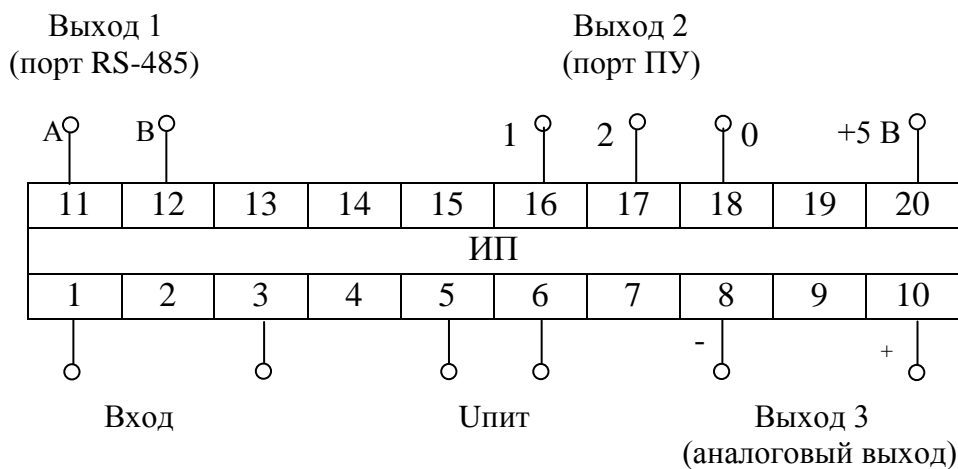 Выход 1 Выход 2
(порт RS-485) (порт ПУ)
А В 1 2 0 +5 В
11 12 13 14 15 16 17 18 19 20
ИП
1 2 3 4 5 6 7 8 9 10
- +
Вход Uпит Выход 3
(аналоговый выход)